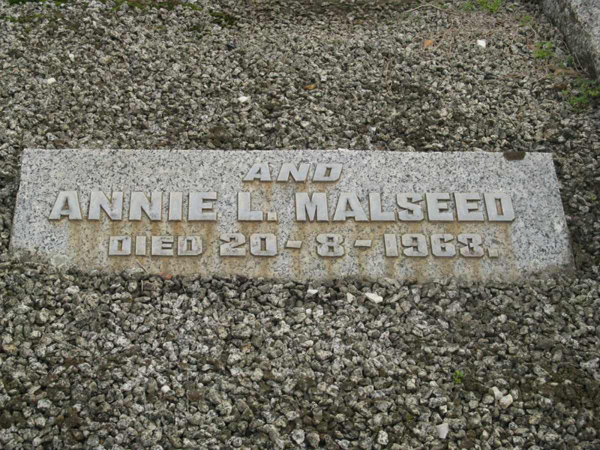 AND
ANNIE L. MALSEED
DIED 20-8-1963.